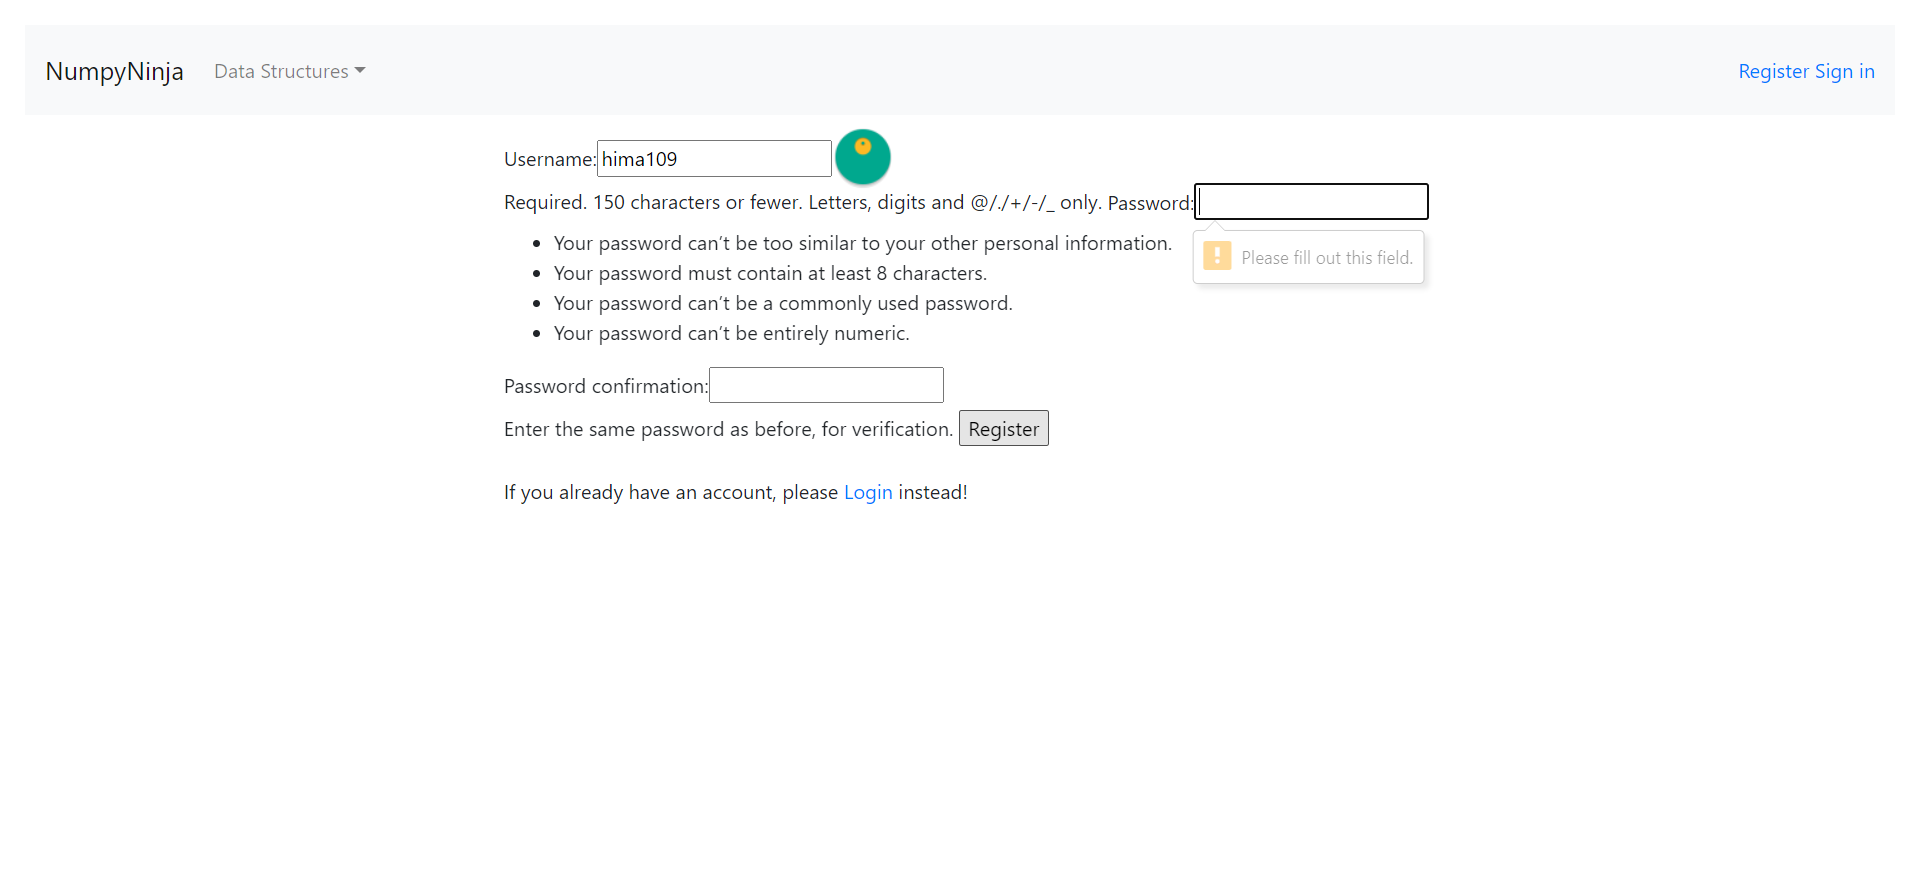 NumpyNinja Data Structures Register Sign in
Username: hima109
Required. 150 characters or fewer. Letters, digits and @/./+/-/_ only. Password:
Your password can’t be too similar to your other personal information.
! Please fill out this field.
Your password must contain at least 8 characters.
Your password can’t be a commonly used password.
Your password can’t be entirely numeric.
Password confirmation:
Enter the same password as before, for verification. Register
If you already have an account, please Login instead!